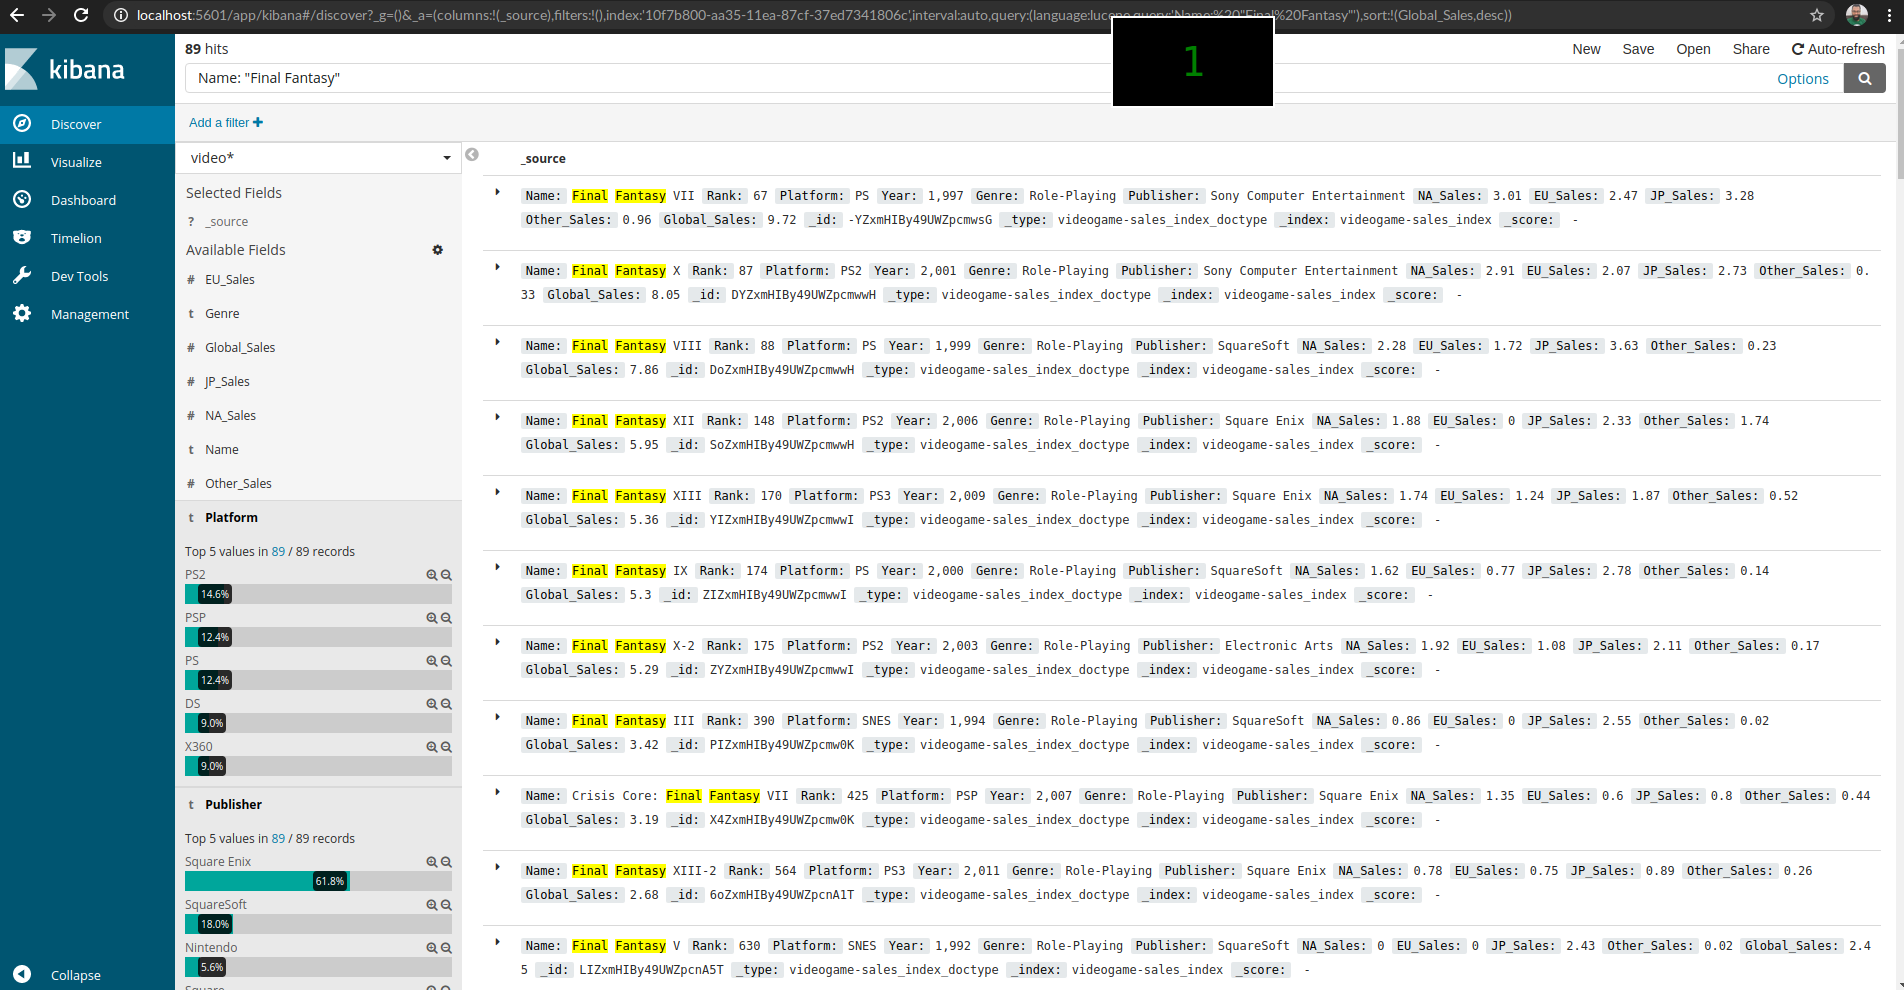 localhost:5601/app/kibana#/discover?_g=()&_a=(columns:!(_source),filters:!(),index:'10f7b800-aa35-11ea-87cf-37ed7341806c',interval:auto,query:(language:lucene,query:'Name:%20"Final%20Fantasy"'),sort:!(Global_Sales,desc))
1
kibana
Discover
Visualize
Dashboard
Timelion
Dev Tools
Management
Collapse
89 hits
New Save Open Share Auto-refresh
Name: "Final Fantasy"
Options
Add a filter +
video*
Selected Fields
? _source
Available Fields
# EU_Sales
t Genre
# Global_Sales
# JP_Sales
# NA_Sales
t Name
# Other_Sales
t Platform
Top 5 values in 89 / 89 records
PS2
14.6%
PSP
12.4%
PS
12.4%
DS
9.0%
X360
9.0%
t Publisher
Top 5 values in 89 / 89 records
Square Enix
61.8%
SquareSoft
18.0%
Nintendo
5.6%
Square
_source
Name: Final Fantasy VII Rank: 67 Platform: PS Year: 1,997 Genre: Role-Playing Publisher: Sony Computer Entertainment NA_Sales: 3.01 EU_Sales: 2.47 JP_Sales: 3.28
Other_Sales: 0.96 Global_Sales: 9.72 _id: -YZxmHIBy49UWZpcmwsG _type: videogame-sales_index_doctype _index: videogame-sales_index _score: -
Name: Final Fantasy X Rank: 87 Platform: PS2 Year: 2,001 Genre: Role-Playing Publisher: Sony Computer Entertainment NA_Sales: 2.91 EU_Sales: 2.07 JP_Sales: 2.73 Other_Sales: 0.
33 Global_Sales: 8.05 _id: DYZxmHIBy49UWZpcmwwH _type: videogame-sales_index_doctype _index: videogame-sales_index _score: -
Name: Final Fantasy VIII Rank: 88 Platform: PS Year: 1,999 Genre: Role-Playing Publisher: SquareSoft NA_Sales: 2.28 EU_Sales: 1.72 JP_Sales: 3.63 Other_Sales: 0.23
Global_Sales: 7.86 _id: DoZxmHIBy49UWZpcmwwH _type: videogame-sales_index_doctype _index: videogame-sales_index _score: -
Name: Final Fantasy XII Rank: 148 Platform: PS2 Year: 2,006 Genre: Role-Playing Publisher: Square Enix NA_Sales: 1.88 EU_Sales: 0 JP_Sales: 2.33 Other_Sales: 1.74
Global_Sales: 5.95 _id: SoZxmHIBy49UWZpcmwwH _type: videogame-sales_index_doctype _index: videogame-sales_index _score: -
Name: Final Fantasy XIII Rank: 170 Platform: PS3 Year: 2,009 Genre: Role-Playing Publisher: Square Enix NA_Sales: 1.74 EU_Sales: 1.24 JP_Sales: 1.87 Other_Sales: 0.52
Global_Sales: 5.36 _id: YIZxmHIBy49UWZpcmwwI _type: videogame-sales_index_doctype _index: videogame-sales_index _score: -
Name: Final Fantasy IX Rank: 174 Platform: PS Year: 2,000 Genre: Role-Playing Publisher: SquareSoft NA_Sales: 1.62 EU_Sales: 0.77 JP_Sales: 2.78 Other_Sales: 0.14
Global_Sales: 5.3 _id: ZIZxmHIBy49UWZpcmwwI _type: videogame-sales_index_doctype _index: videogame-sales_index _score: -
Name: Final Fantasy X-2 Rank: 175 Platform: PS2 Year: 2,003 Genre: Role-Playing Publisher: Electronic Arts NA_Sales: 1.92 EU_Sales: 1.08 JP_Sales: 2.11 Other_Sales: 0.17
Global_Sales: 5.29 _id: ZYZxmHIBy49UWZpcmwwI _type: videogame-sales_index_doctype _index: videogame-sales_index _score: -
Name: Final Fantasy III Rank: 390 Platform: SNES Year: 1,994 Genre: Role-Playing Publisher: SquareSoft NA_Sales: 0.86 EU_Sales: 0 JP_Sales: 2.55 Other_Sales: 0.02
Global_Sales: 3.42 _id: PIZxmHIBy49UWZpcmw0K _type: videogame-sales_index_doctype _index: videogame-sales_index _score: -
Name: Crisis Core: Final Fantasy VII Rank: 425 Platform: PSP Year: 2,007 Genre: Role-Playing Publisher: Square Enix NA_Sales: 1.35 EU_Sales: 0.6 JP_Sales: 0.8 Other_Sales: 0.44
Global_Sales: 3.19 _id: X4ZxmHIBy49UWZpcmw0K _type: videogame-sales_index_doctype _index: videogame-sales_index _score: -
Name: Final Fantasy XIII-2 Rank: 564 Platform: PS3 Year: 2,011 Genre: Role-Playing Publisher: Square Enix NA_Sales: 0.78 EU_Sales: 0.75 JP_Sales: 0.89 Other_Sales: 0.26
Global_Sales: 2.68 _id: 6oZxmHIBy49UWZpcnA1T _type: videogame-sales_index_doctype _index: videogame-sales_index _score: -
Name: Final Fantasy V Rank: 630 Platform: SNES Year: 1,992 Genre: Role-Playing Publisher: SquareSoft NA_Sales: 0 EU_Sales: 0 JP_Sales: 2.43 Other_Sales: 0.02 Global_Sales: 2.4
5 _id: LIZxmHIBy49UWZpcnA5T _type: videogame-sales_index_doctype _index: videogame-sales_index _score: -